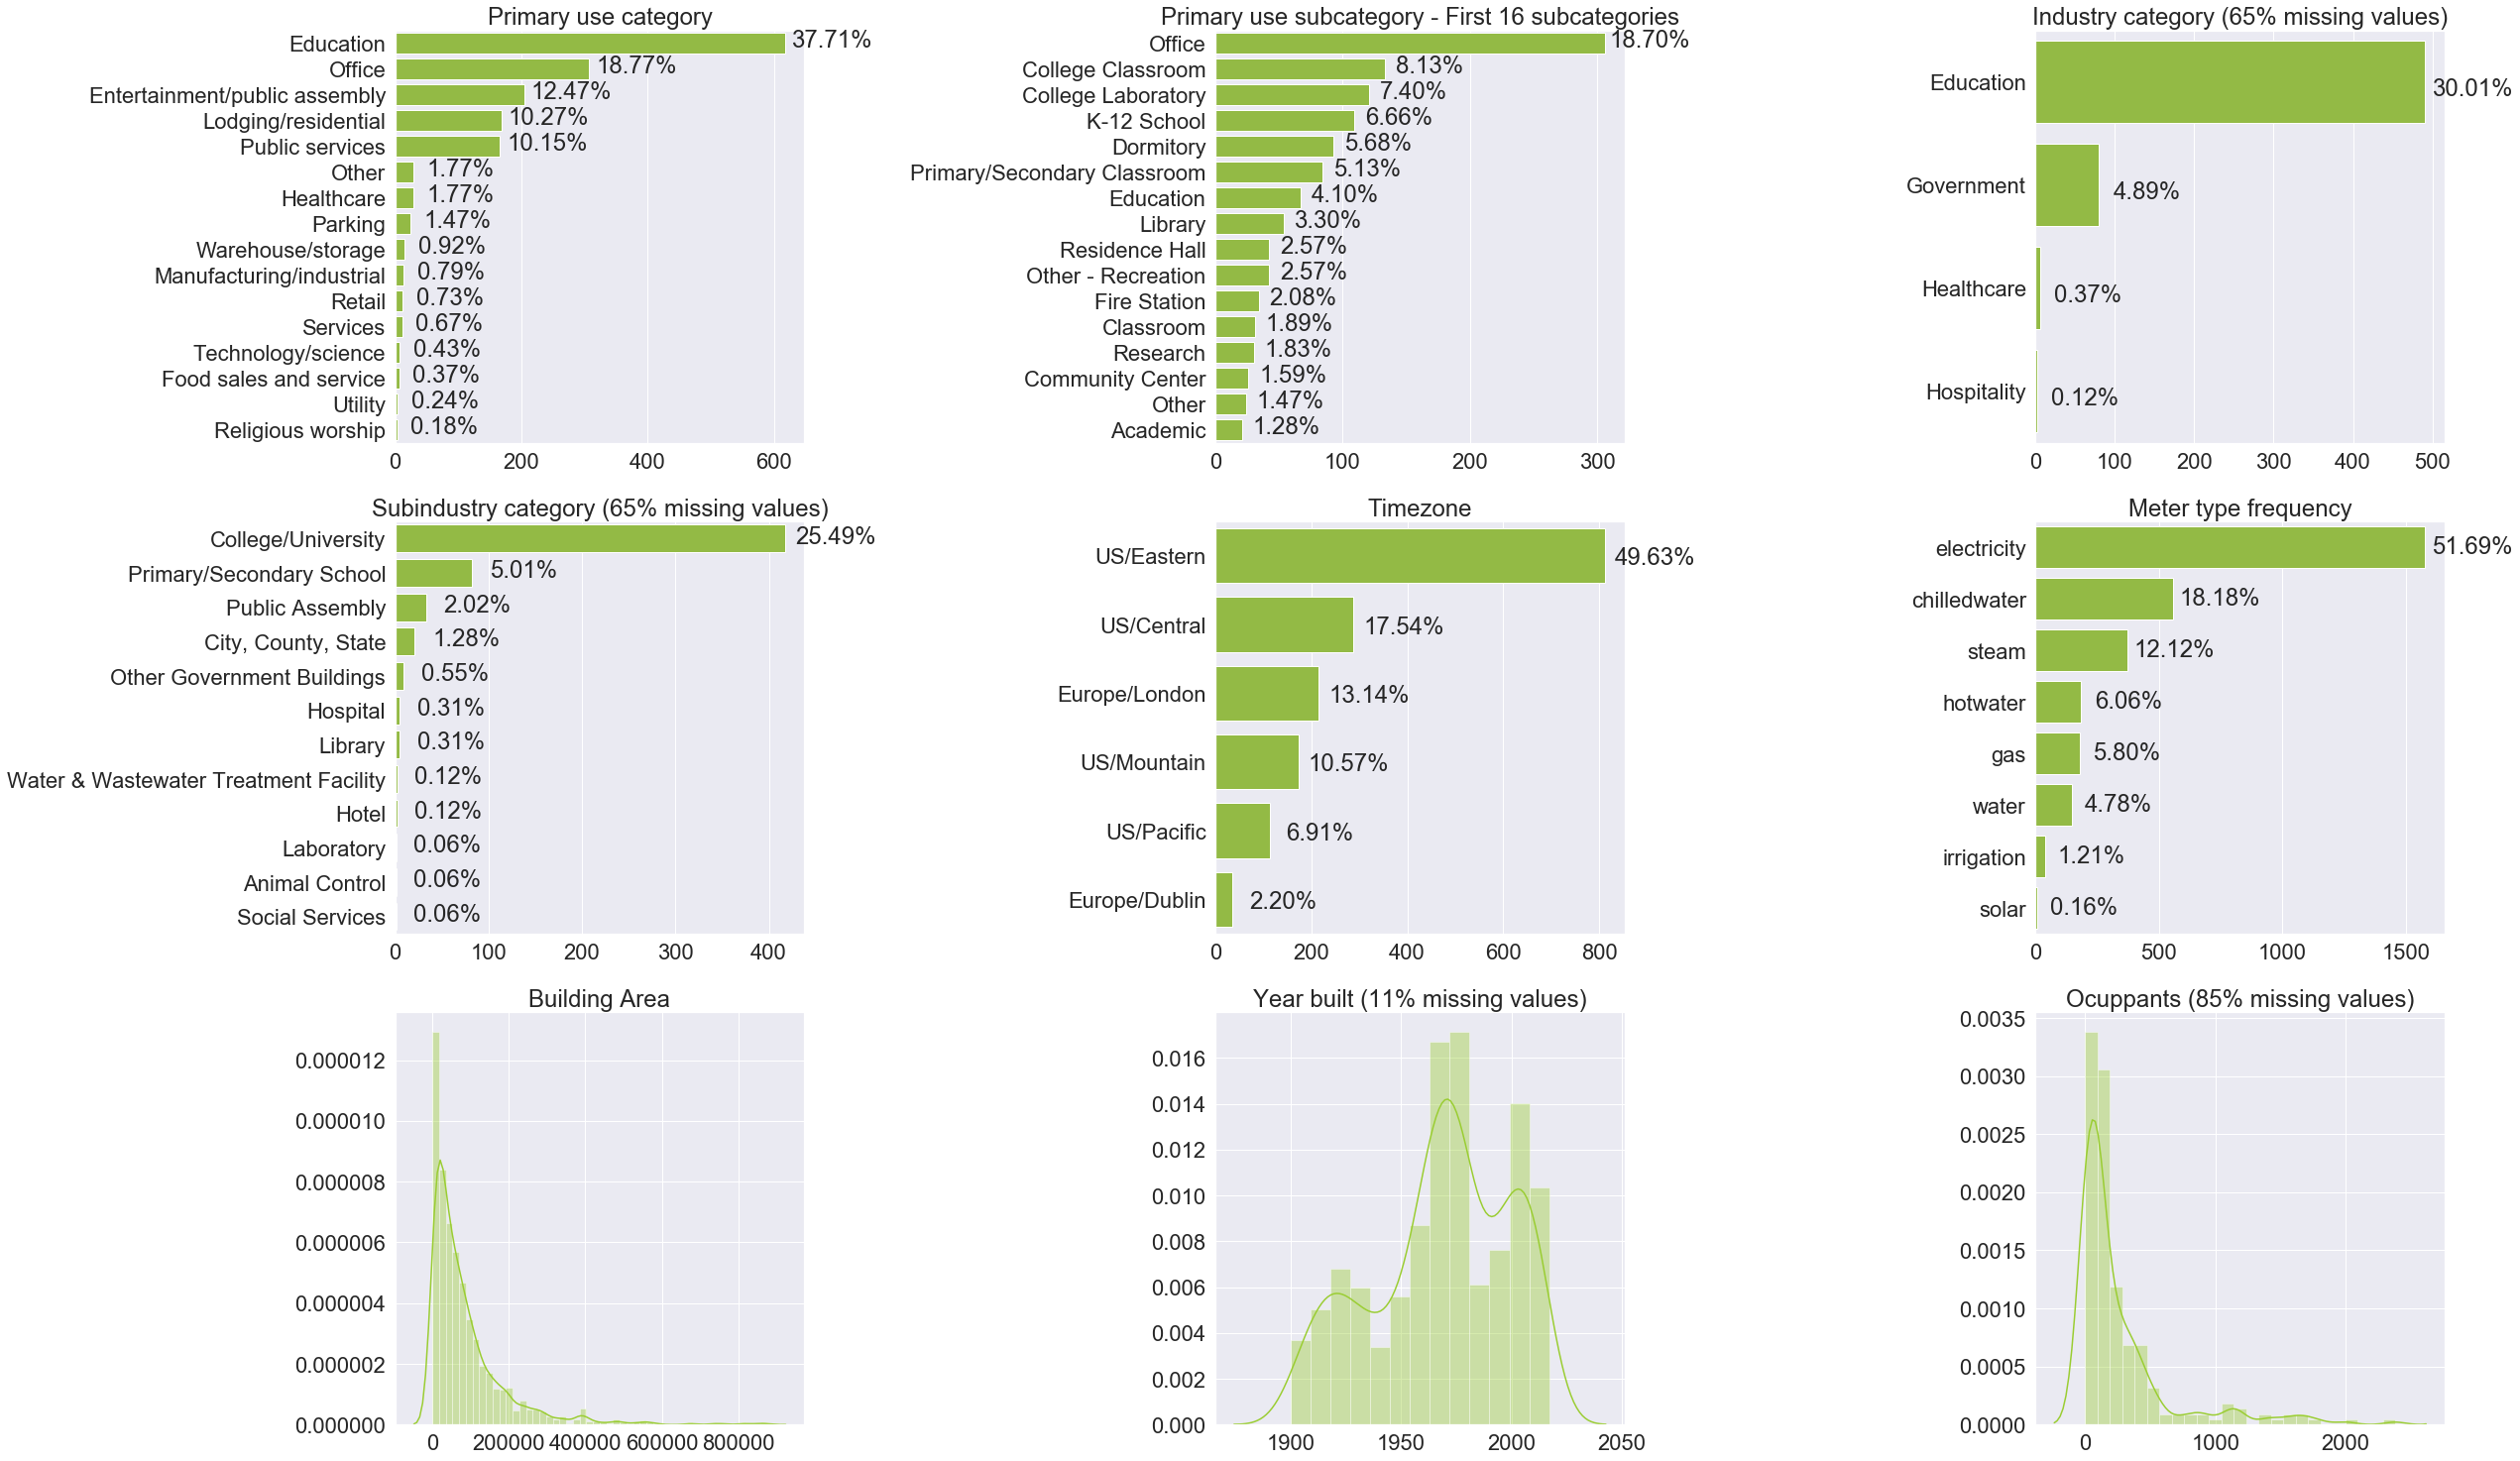 Primary use category
Education 37.71%
Office 18.77%
Entertainment/public assembly 12.47%
Lodging/residential 10.27%
Public services 10.15%
Other 1.77%
Healthcare 1.77%
Parking 1.47%
Warehouse/storage 0.92%
Manufacturing/industrial 0.79%
Retail 0.73%
Services 0.67%
Technology/science 0.43%
Food sales and service 0.37%
Utility 0.24%
Religious worship 0.18%
0 200 400 600
Primary use subcategory - First 16 subcategories
Office 18.70%
College Classroom 8.13%
College Laboratory 7.40%
K-12 School 6.66%
Dormitory 5.68%
Primary/Secondary Classroom 5.13%
Education 4.10%
Library 3.30%
Residence Hall 2.57%
Other - Recreation 2.57%
Fire Station 2.08%
Classroom 1.89%
Research 1.83%
Community Center 1.59%
Other 1.47%
Academic 1.28%
0 100 200 300
Industry category (65% missing values)
Education 30.01%
Government 4.89%
Healthcare 0.37%
Hospitality 0.12%
0 100 200 300 400 500
Subindustry category (65% missing values)
College/University 25.49%
Primary/Secondary School 5.01%
Public Assembly 2.02%
City, County, State 1.28%
Other Government Buildings 0.55%
Hospital 0.31%
Library 0.31%
Water & Wastewater Treatment Facility 0.12%
Hotel 0.12%
Laboratory 0.06%
Animal Control 0.06%
Social Services 0.06%
0 100 200 300 400
Timezone
US/Eastern 49.63%
US/Central 17.54%
Europe/London 13.14%
US/Mountain 10.57%
US/Pacific 6.91%
Europe/Dublin 2.20%
0 200 400 600 800
Meter type frequency
electricity 51.69%
chilledwater 18.18%
steam 12.12%
hotwater 6.06%
gas 5.80%
water 4.78%
irrigation 1.21%
solar 0.16%
0 500 1000 1500
Building Area
0.000012
0.000010
0.000008
0.000006
0.000004
0.000002
0.000000
0 200000 400000 600000 800000
Year built (11% missing values)
0.016
0.014
0.012
0.010
0.008
0.006
0.004
0.002
0.000
1900 1950 2000 2050
Ocuppants (85% missing values)
0.0035
0.0030
0.0025
0.0020
0.0015
0.0010
0.0005
0.0000
0 1000 2000